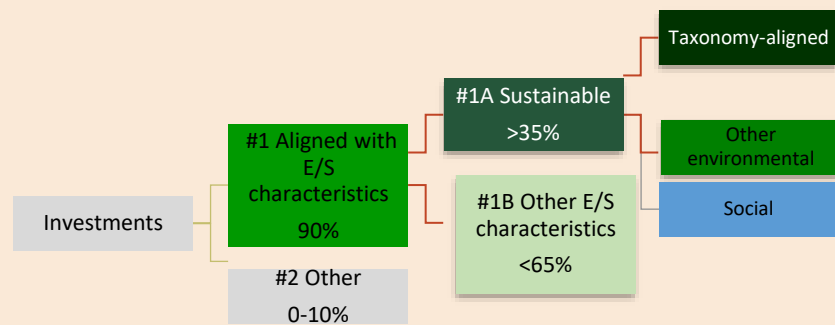 Investments
#1 Aligned with
E/S
characteristics
90%
#2 Other
0-10%
#1A Sustainable
>35%
#1B Other E/S
characteristics
<65%
Taxonomy-aligned
Other
environmental
Social